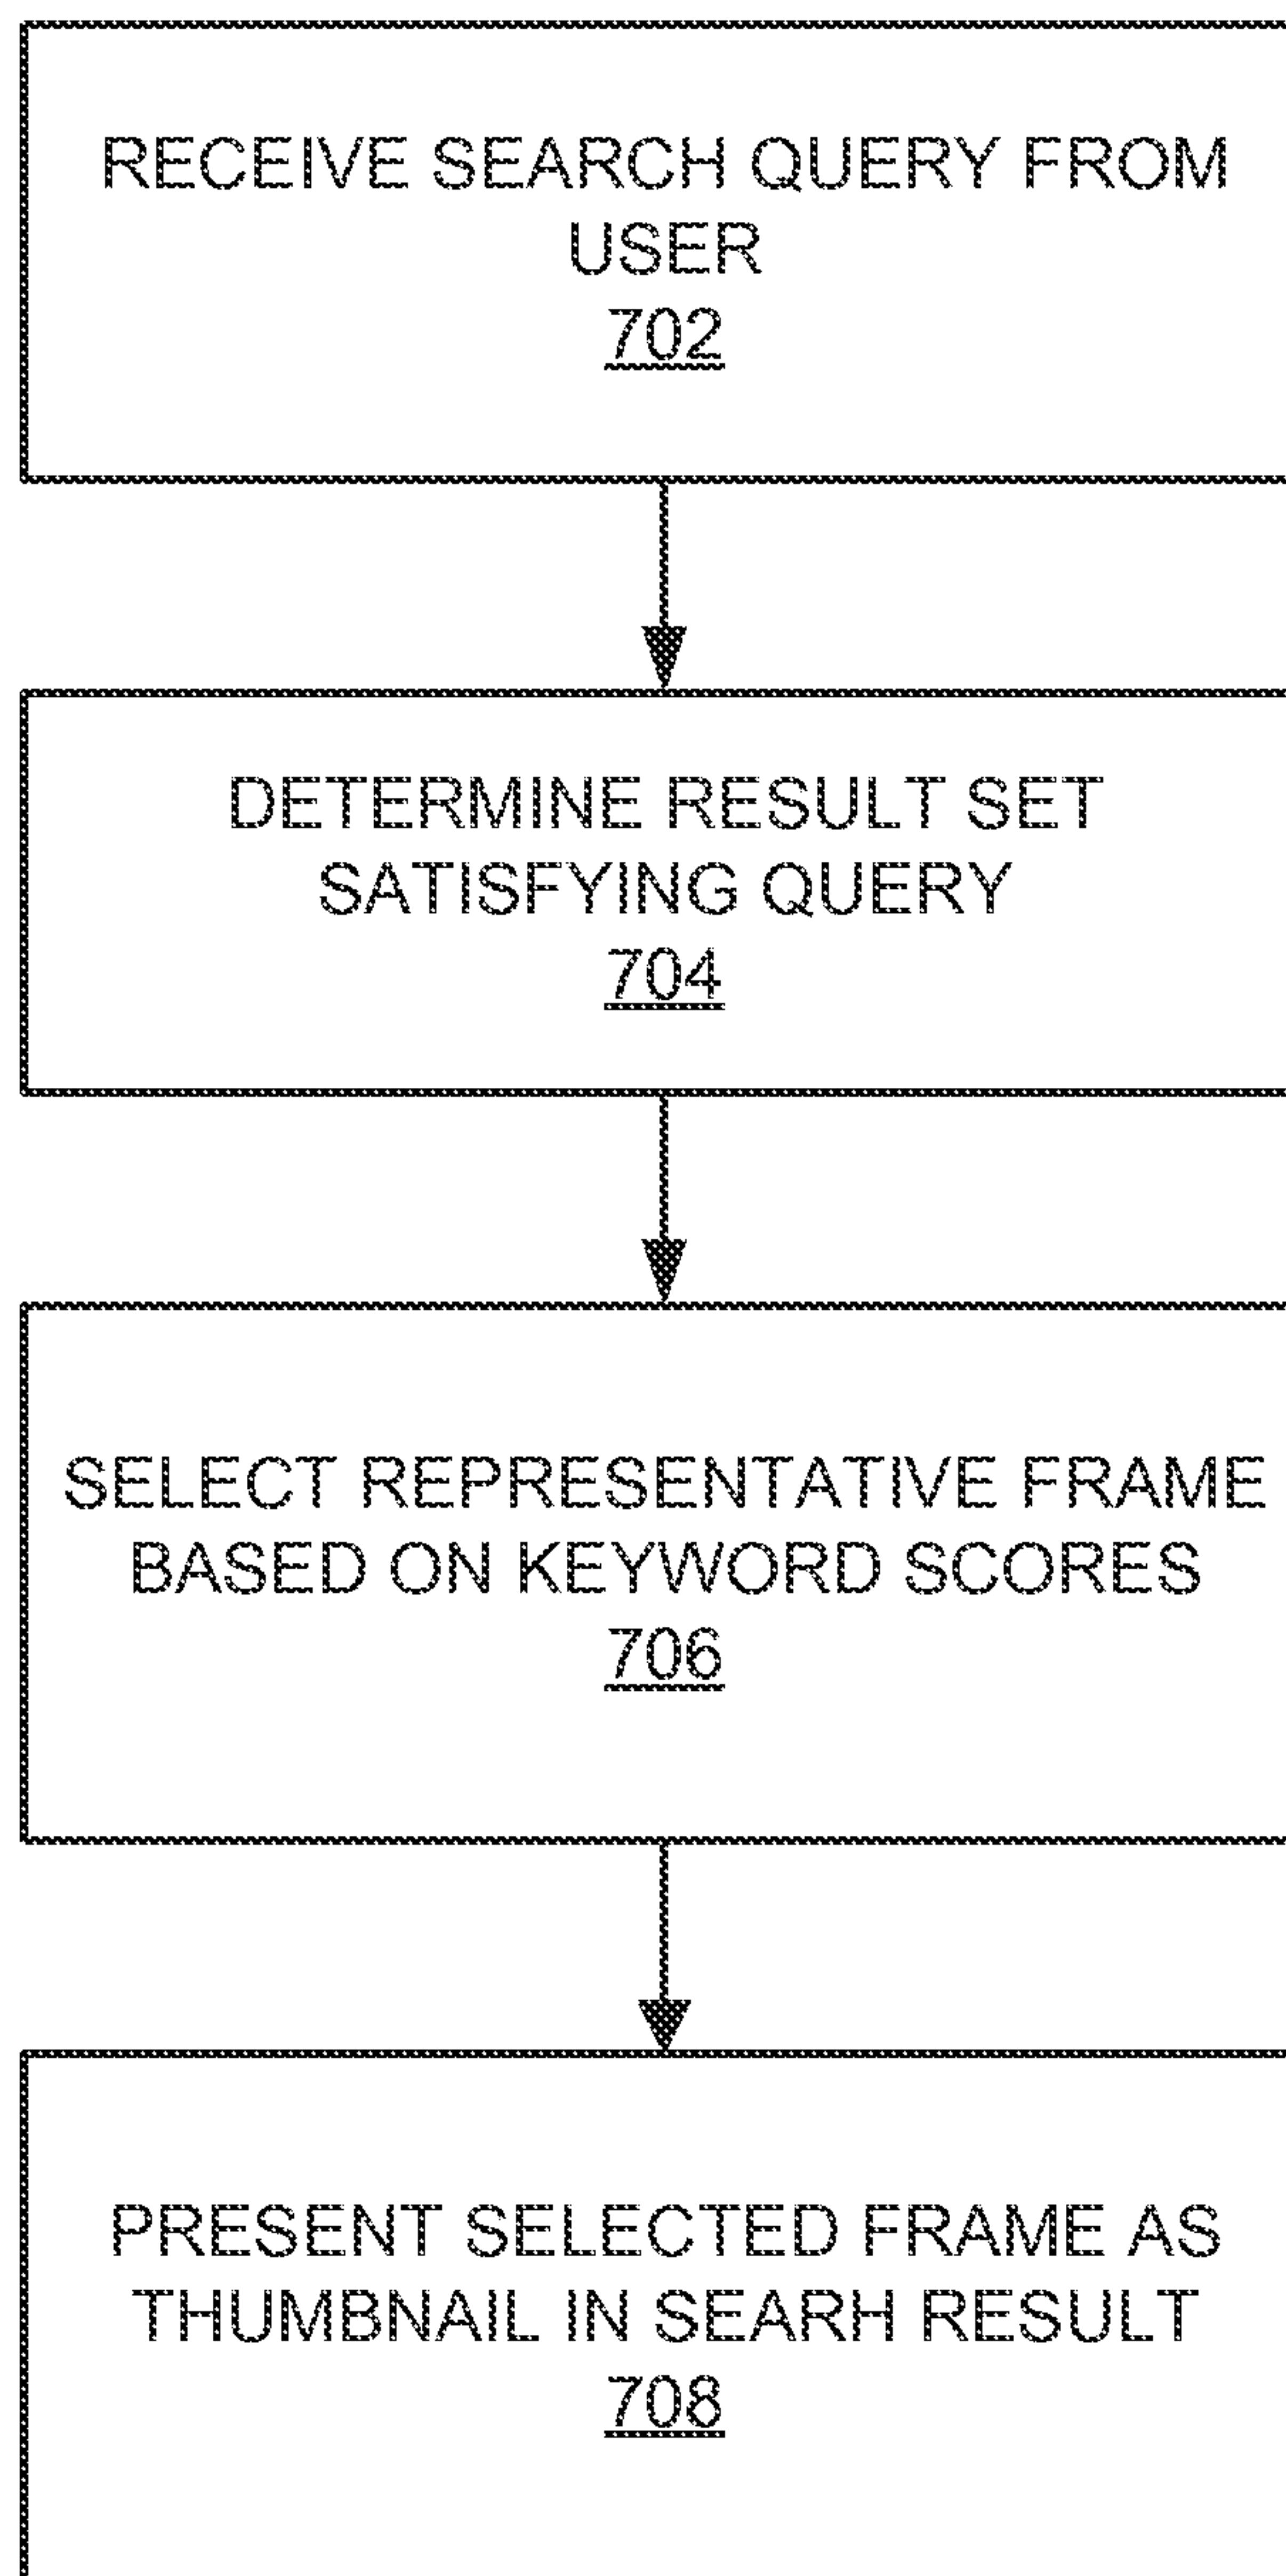 RECEIVE SEARCH QUERY FROM
USER
702
DETERMINE RESULT SET
SATISFYING QUERY
704
SELECT REPRESENTATIVE FRAME
BASED ON KEYWORD SCORES
706
PRESENT SELECTED FRAME AS
THUMBNAIL IN SEARH RESULT
708